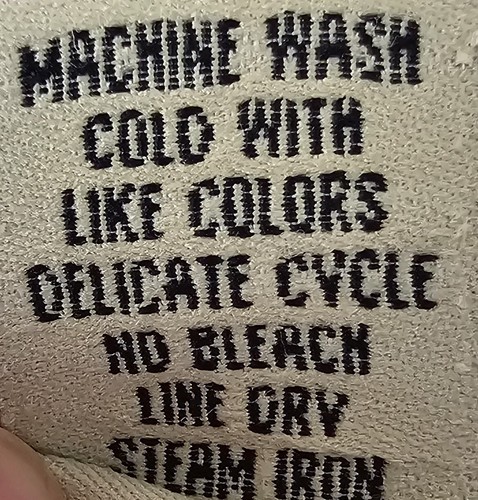 MACHINE WASH
COLD WITH
LIKE COLORS
DELICATE CYCLE
NO BLEACH
LINE DRY
STEAM IRON